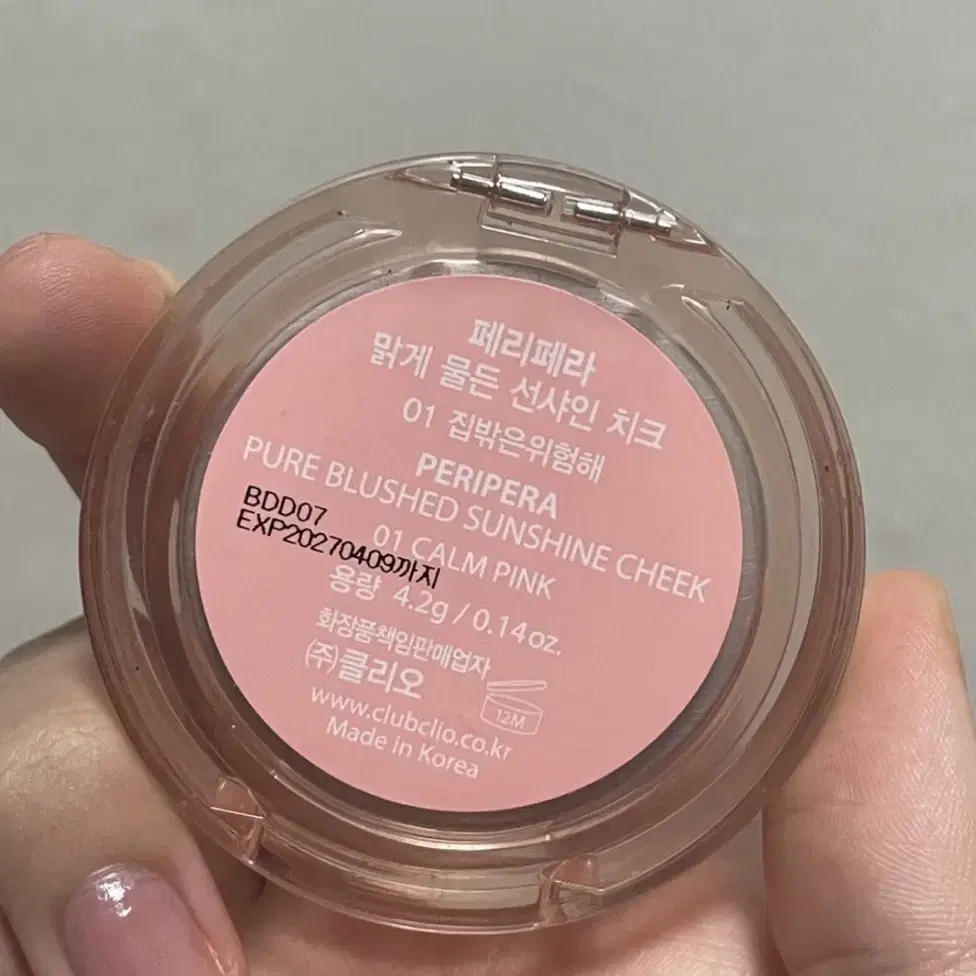 페리페라
맑게 물든 선샤인 치크
01 집밖은위험해
PERIPERA
PURE BLUSHED SUNSHINE CHEEK
01 CALM PINK
BDD07
EXP20270409까지
용량 4.2g / 0.14oz.
화장품책임판매업자
(주)클리오
12M
www.clubclio.co.kr
Made in Korea